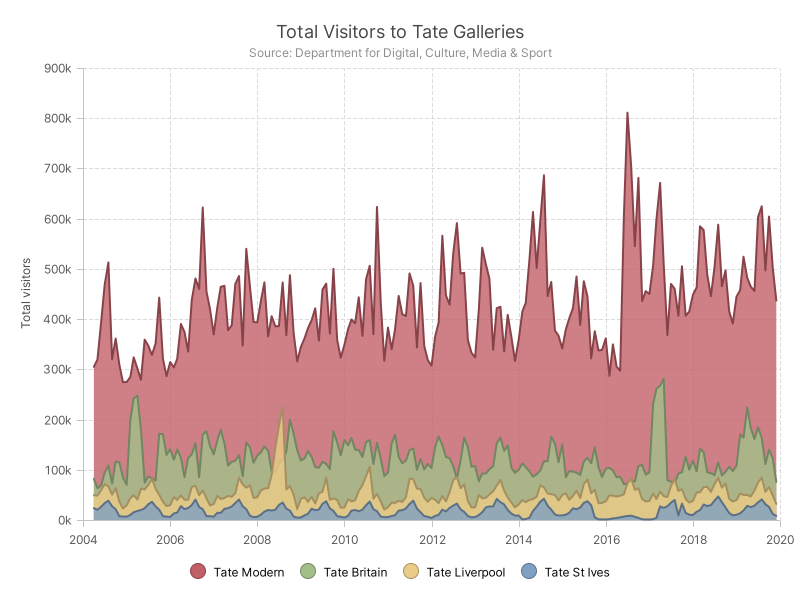 Total Visitors to Tate Galleries
Source: Department for Digital, Culture, Media & Sport
Total visitors
900k
800k
700k
600k
500k
400k
300k
200k
100k
0k
2004 2006 2008 2010 2012 2014 2016 2018 2020
Tate Modern Tate Britain Tate Liverpool Tate St Ives